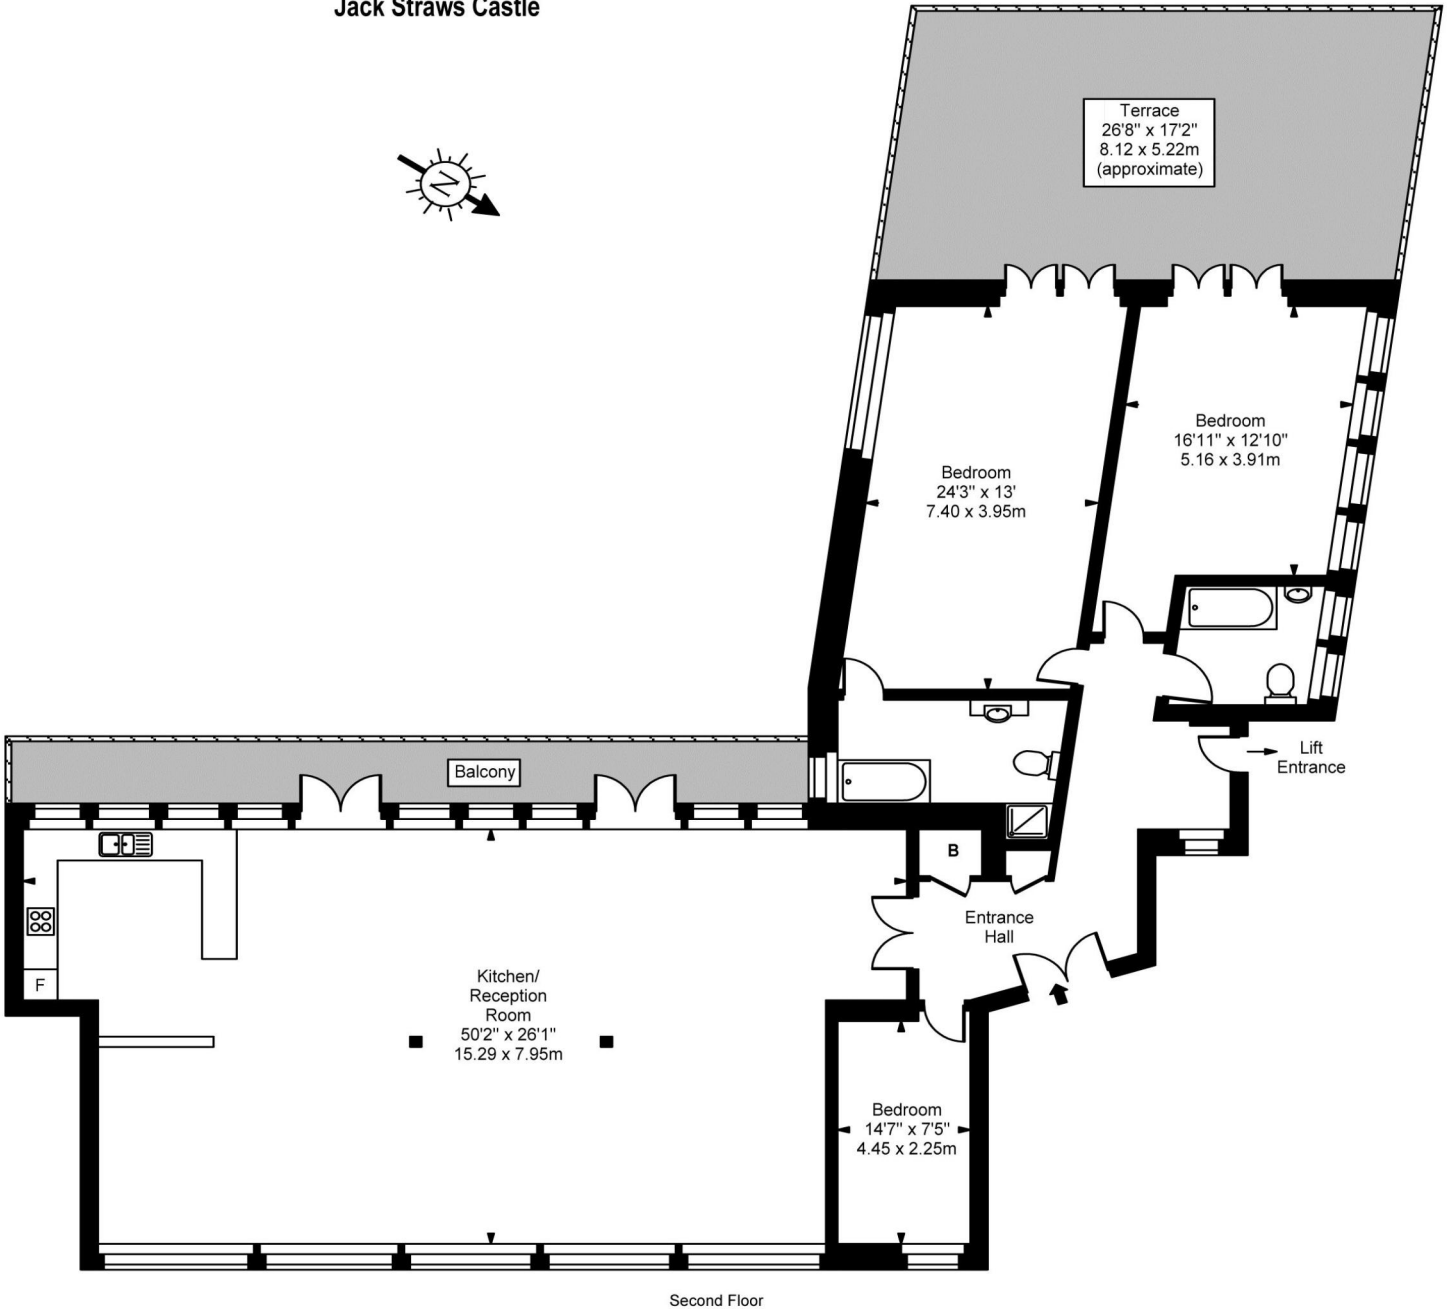 Jack Straws Castle
N
Terrace
26'8" x 17'2"
8.12 x 5.22m
(approximate)
Bedroom
16'11" x 12'10"
5.16 x 3.91m
Bedroom
24'3" x 13'
7.40 x 3.95m
Lift
Entrance
Balcony
B
Entrance
Hall
F
Kitchen/
Reception
Room
50'2" x 26'1"
15.29 x 7.95m
Bedroom
14'7" x 7'5"
4.45 x 2.25m
Second Floor